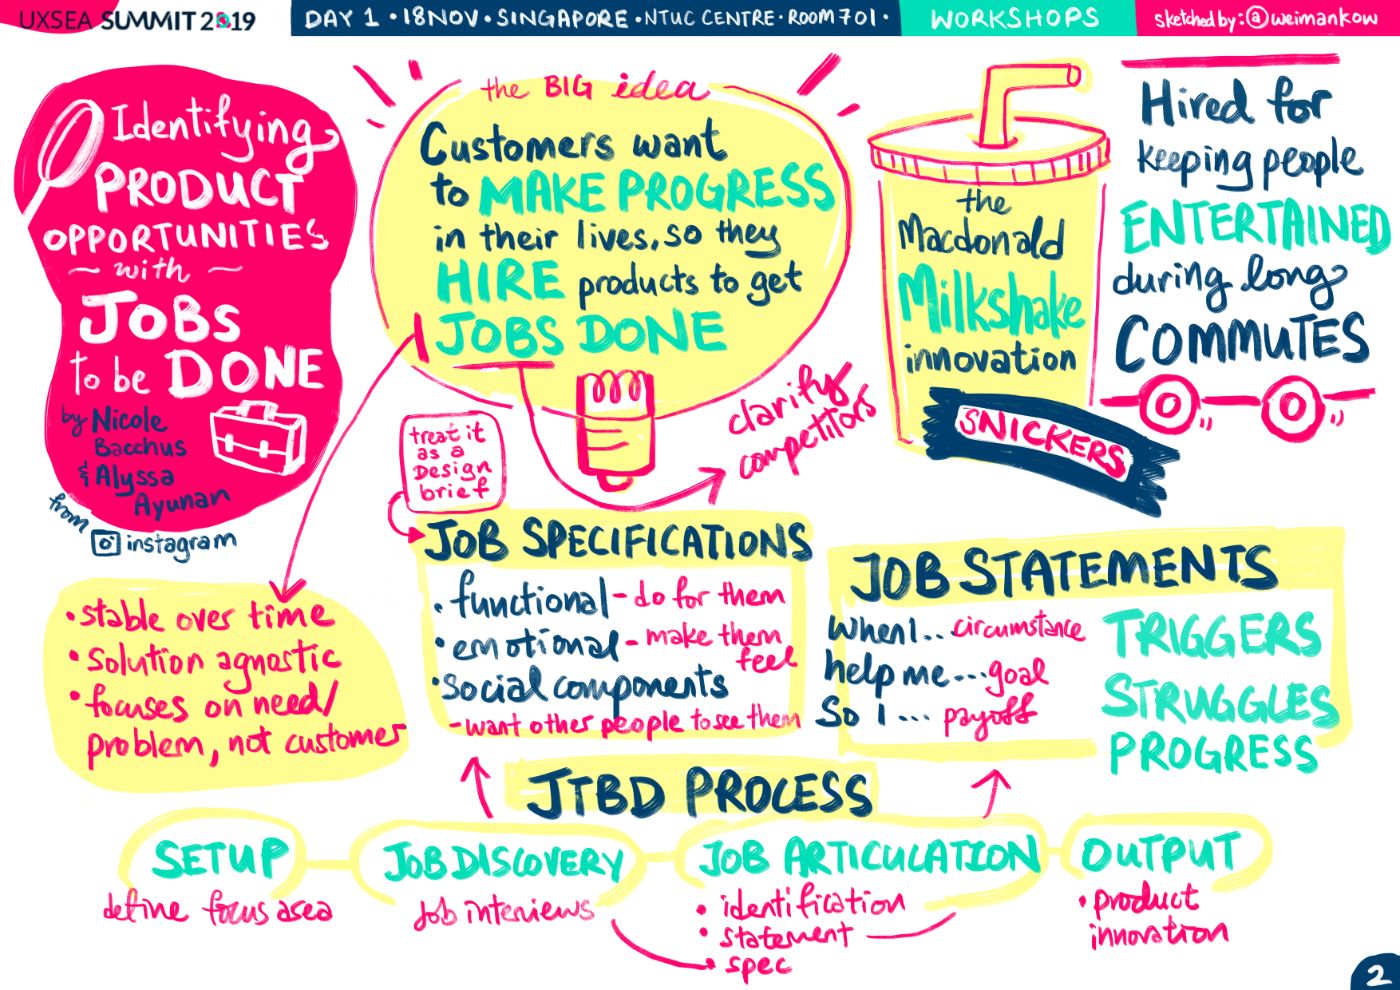 UXSEA SUMMIT 2019
DAY 1 • 18 NOV • SINGAPORE • NTUC CENTRE • ROOM 701 •
WORKSHOPS
sketched by: @weimankow
Identifying
PRODUCT
OPPORTUNITIES
~ with ~
JOBS
to be DONE
by Nicole
Bacchus
& Alyssa
Ayunan
from
instagram
the BIG idea
Customers want
to MAKE PROGRESS
in their lives, so they
HIRE products to get
JOBS DONE
clarify
competitors
the
Macdonald
Milkshake
innovation
SNICKERS
Hired for
keeping people
ENTERTAINED
during long
COMMUTES
• stable over time
• solution agnostic
• focuses on need/
problem, not customer
treat it
as a
Design
brief
JOB SPECIFICATIONS
• functional - do for them
• emotional - make them
feel
• social components
- want other people to see them
JOB STATEMENTS
When I... circumstance
help me... goal
So I... payoff
TRIGGERS
STRUGGLES
PROGRESS
JTBD PROCESS
SETUP
define focus area
JOB DISCOVERY
Job interviews
JOB ARTICULATION
• identification
• statement
• spec
OUTPUT
• product
innovation
2